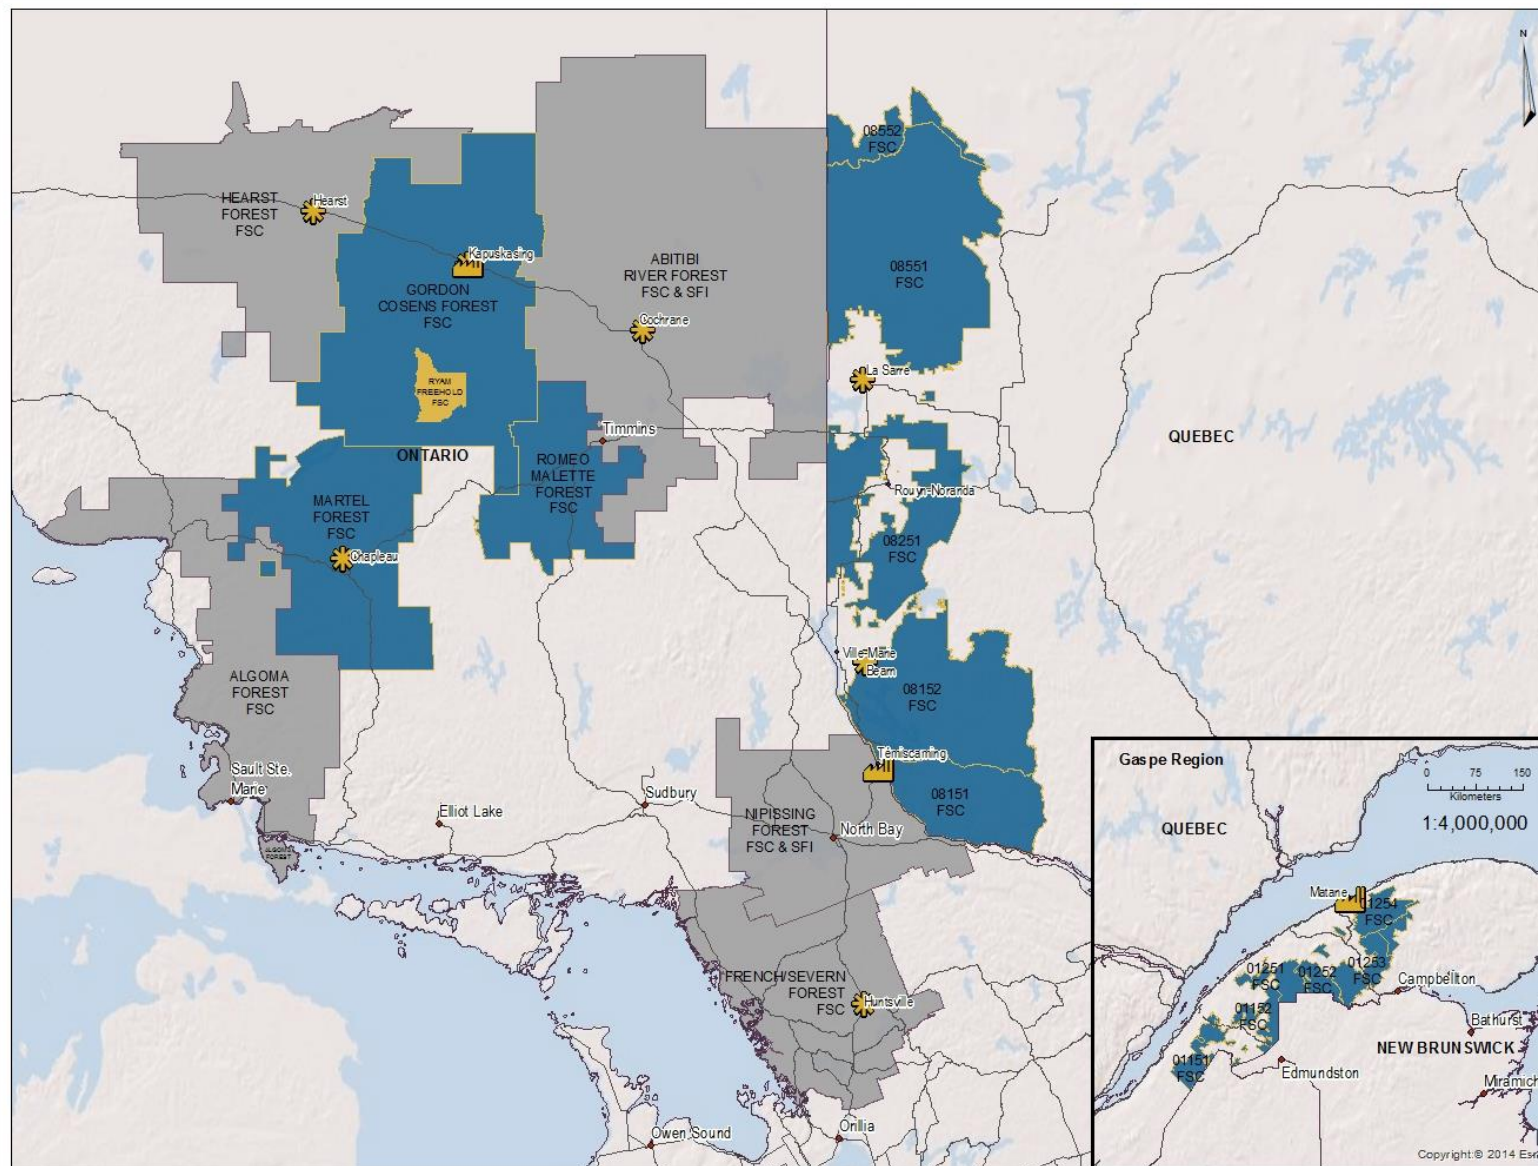 N
08552
FSC
HEARST
FOREST
FSC
Hearst
Kapuskasing
GORDON
COSENS FOREST
FSC
ABITIBI
RIVER FOREST
FSC & SFI
Cochrane
08551
FSC
RYAM
FREEHOLD
FSC
La Sarre
Timmins
ONTARIO
QUEBEC
ROMEO
MALETTE
FOREST
FSC
MARTEL
FOREST
FSC
Chapleau
Rouyn-Noranda
08251
FSC
Ville-Marie
Béarn
ALGOMA
FOREST
FSC
08152
FSC
Témiscaming
Sault Ste.
Marie
Elliot Lake
Sudbury
NIPISSING
FOREST
FSC & SFI
North Bay
08151
FSC
ALGOMA
FOREST
FRENCH/SEVERN
FOREST
FSC
Huntsville
Owen Sound
Orillia
Gaspe Region
0 75 150
Kilometers
1:4,000,000
QUEBEC
Matane
01254
FSC
01251
FSC
01252
FSC
01253
FSC
Campbellton
01152
FSC
Bathurst
01151
FSC
NEW BRUNSWICK
Edmundston
Miramich
Copyright:© 2014 Esr